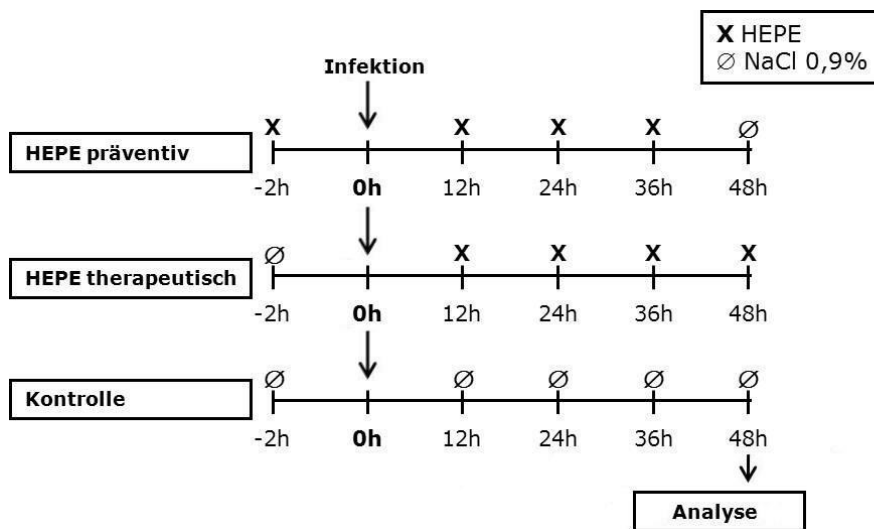 X HEPE
∅ NaCl 0,9%
Infektion
X X X X ∅
HEPE präventiv
-2h 0h 12h 24h 36h 48h
∅ X X X X
HEPE therapeutisch
-2h 0h 12h 24h 36h 48h
∅ ∅ ∅ ∅ ∅
Kontrolle
-2h 0h 12h 24h 36h 48h
Analyse